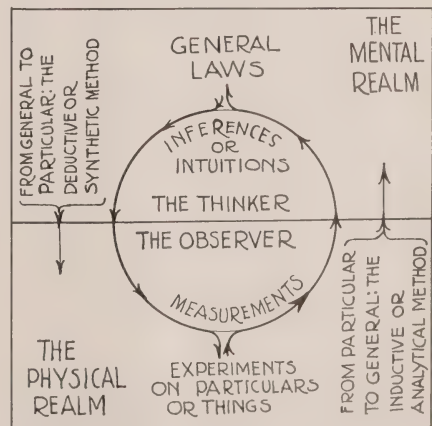 GENERAL
LAWS
THE
MENTAL
REALM
FROM GENERAL TO
PARTICULAR: THE
DEDUCTIVE OR
SYNTHETIC METHOD
INFERENCES
OR
INTUITIONS
THE THINKER
THE OBSERVER
MEASUREMENTS
THE
PHYSICAL
REALM
EXPERIMENTS
ON PARTICULARS
OR THINGS
FROM PARTICULAR
TO GENERAL: THE
INDUCTIVE OR
ANALYTICAL METHOD